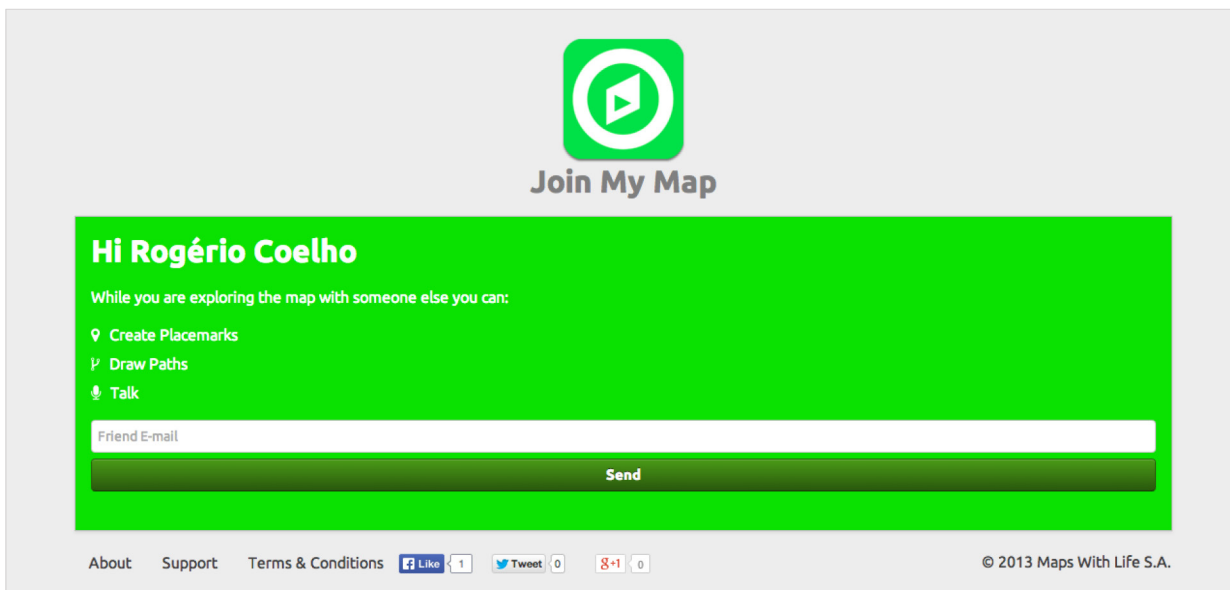 Join My Map
Hi Rogério Coelho
While you are exploring the map with someone else you can:
Create Placemarks
Draw Paths
Talk
Friend E-mail
Send
About Support Terms & Conditions Like 1 Tweet 0 g+1 0 © 2013 Maps With Life S.A.